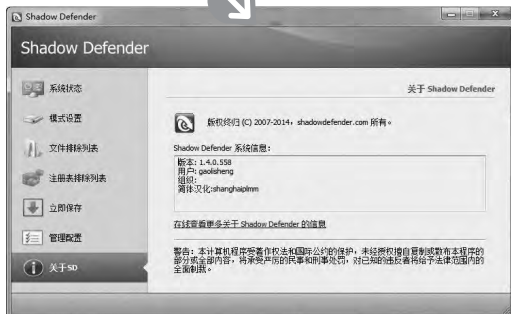 Shadow Defender
Shadow Defender
系统状态
模式设置
文件排除列表
注册表排除列表
立即保存
管理配置
关于SD
关于 Shadow Defender
版权终归 (C) 2007-2014，shadowdefender.com 所有。
Shadow Defender 系统信息：
版本: 1.4.0.558
用户: gaolisheng
组织:
简体汉化:shanghaiplmm
在线查看更多关于 Shadow Defender 的信息
警告：本计算机程序受著作权法和国际公约的保护，未经授权擅自复制或散布本程序的
部分或全部内容，将承受严厉的民事和刑事处罚，对已知的违反者将给予法律范围内的
全面制裁。